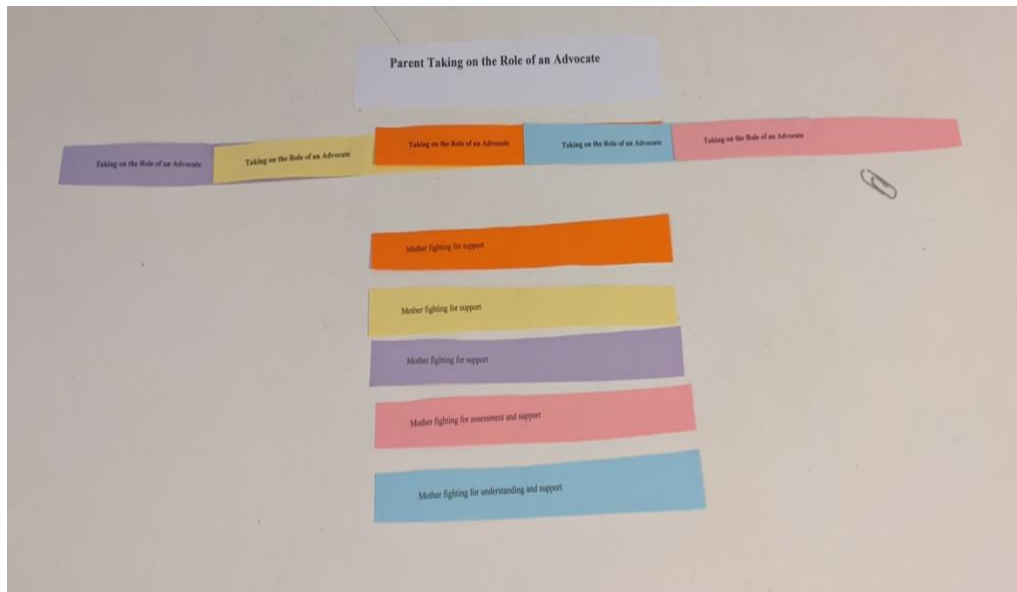 Parent Taking on the Role of an Advocate
Taking on the Role of an Advocate
Taking on the Role of an Advocate
Taking on the Role of an Advocate
Taking on the Role of an Advocate
Taking on the Role of an Advocate
Mother fighting for support
Mother fighting for support
Mother fighting for support
Mother fighting for assessment and support
Mother fighting for understanding and support